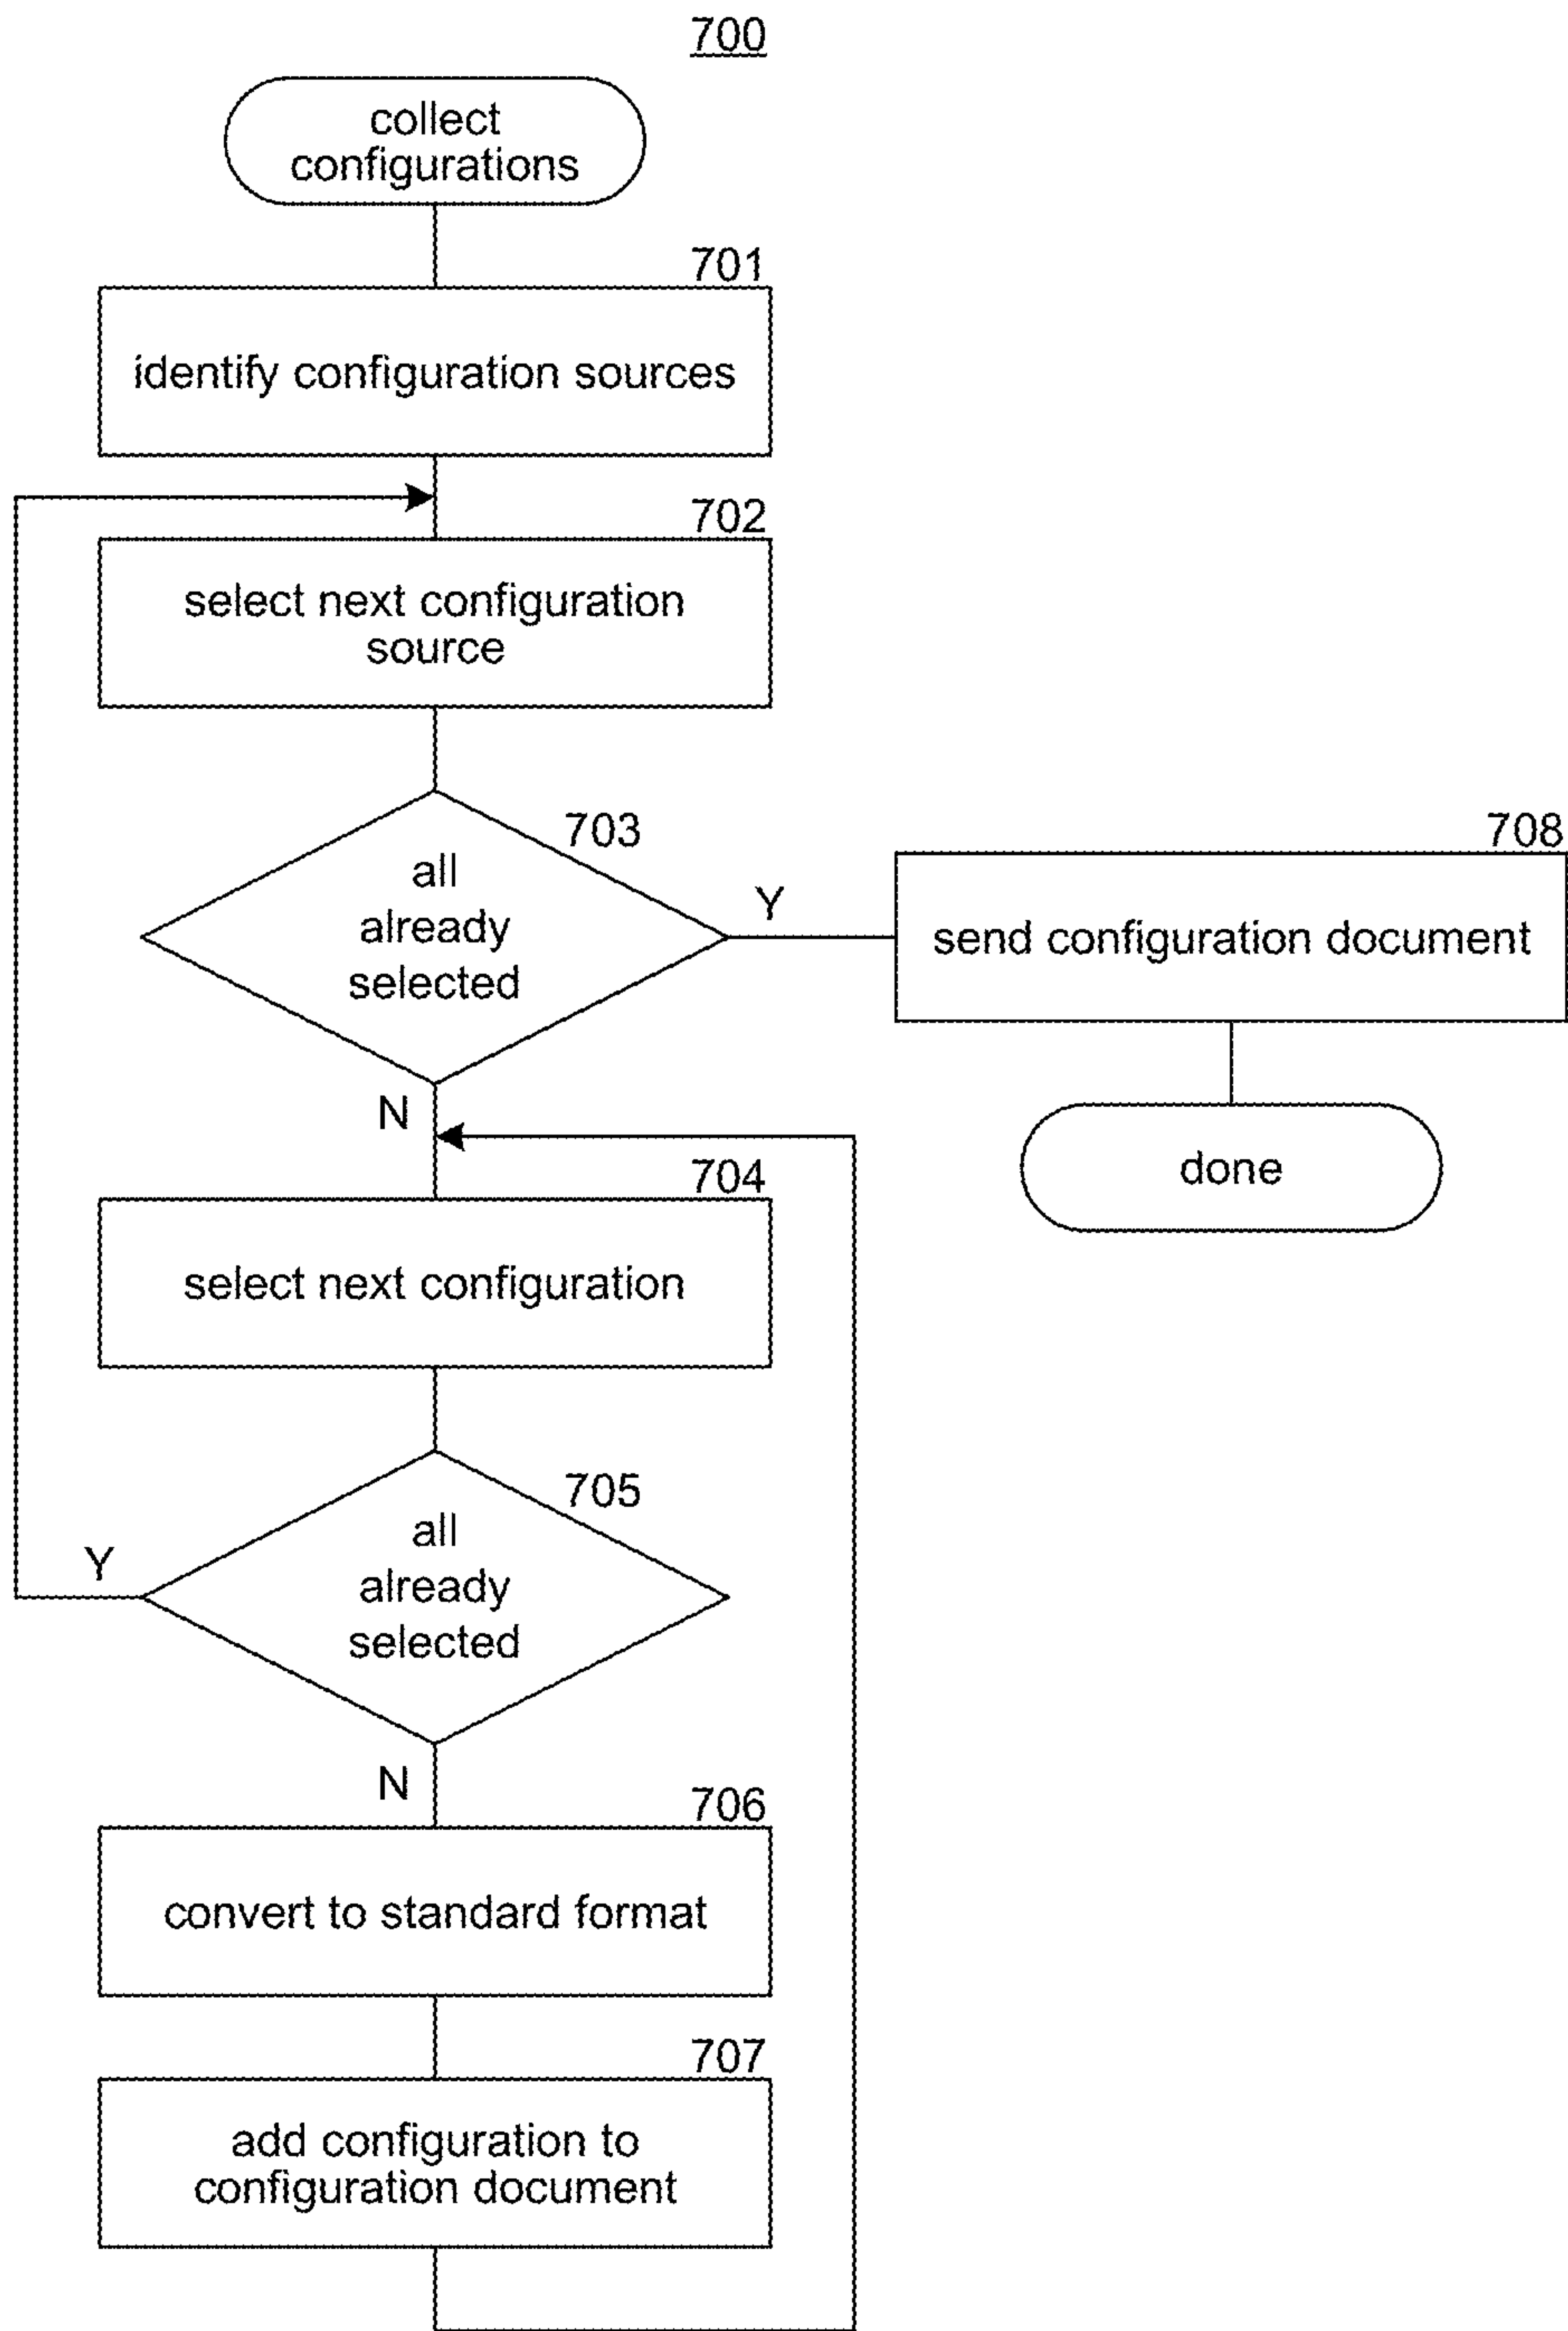 700
collect
configurations
701
identify configuration sources
702
select next configuration
source
703
all
already
selected
Y
708
send configuration document
done
N
704
select next configuration
705
all
already
selected
Y
N
706
convert to standard format
707
add configuration to
configuration document